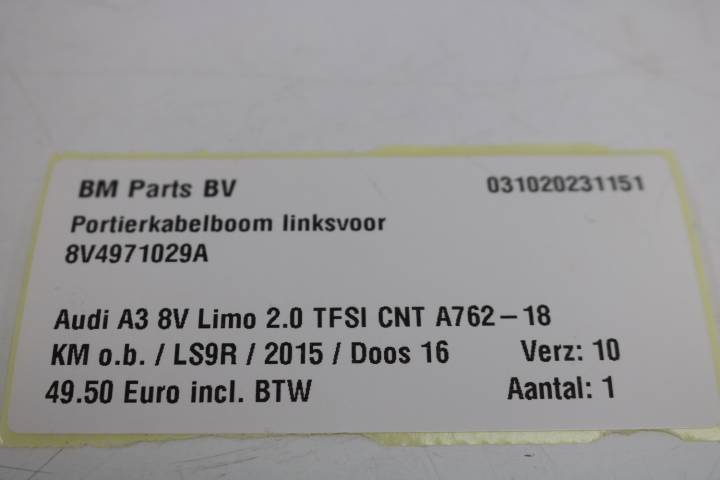 BM Parts BV 031020231151
Portierkabelboom linksvoor
8V4971029A
Audi A3 8V Limo 2.0 TFSI CNT A762-18
KM o.b. / LS9R / 2015 / Doos 16 Verz: 10
49.50 Euro incl. BTW Aantal: 1